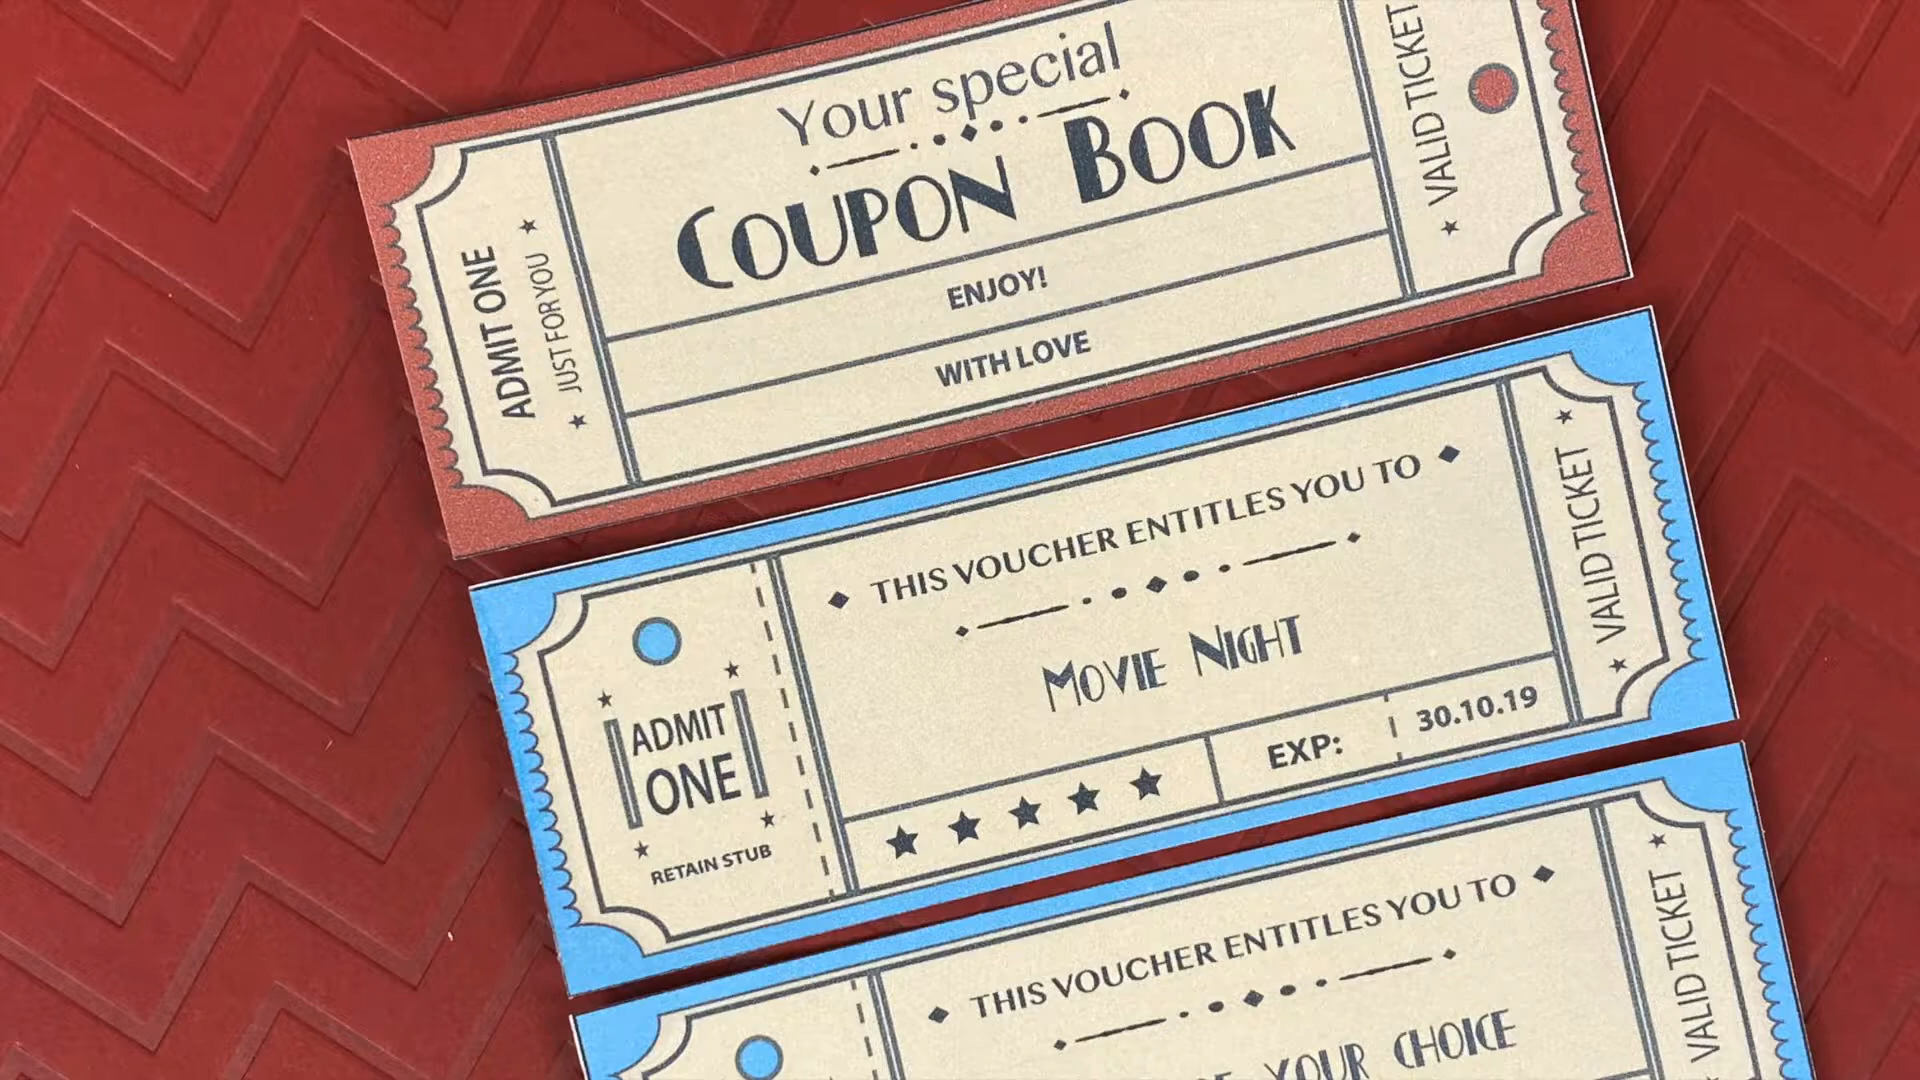 Your special
COUPON BOOK
ENJOY!
WITH LOVE
ADMIT ONE
JUST FOR YOU
VALID TICKET
THIS VOUCHER ENTITLES YOU TO
MOVIE NIGHT
EXP: 30.10.19
ADMIT
ONE
RETAIN STUB
VALID TICKET
THIS VOUCHER ENTITLES YOU TO
YOUR CHOICE
VALID TICKET